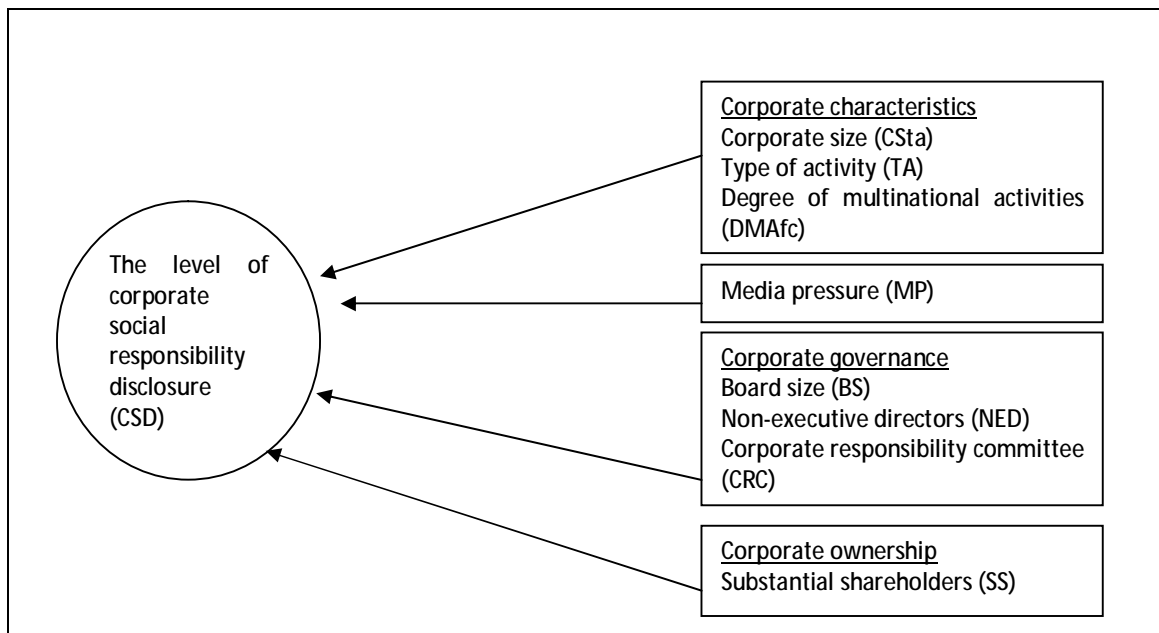 The level of
corporate
social
responsibility
disclosure
(CSD)
Corporate characteristics
Corporate size (CSta)
Type of activity (TA)
Degree of multinational activities
(DMAfc)
Media pressure (MP)
Corporate governance
Board size (BS)
Non-executive directors (NED)
Corporate responsibility committee
(CRC)
Corporate ownership
Substantial shareholders (SS)